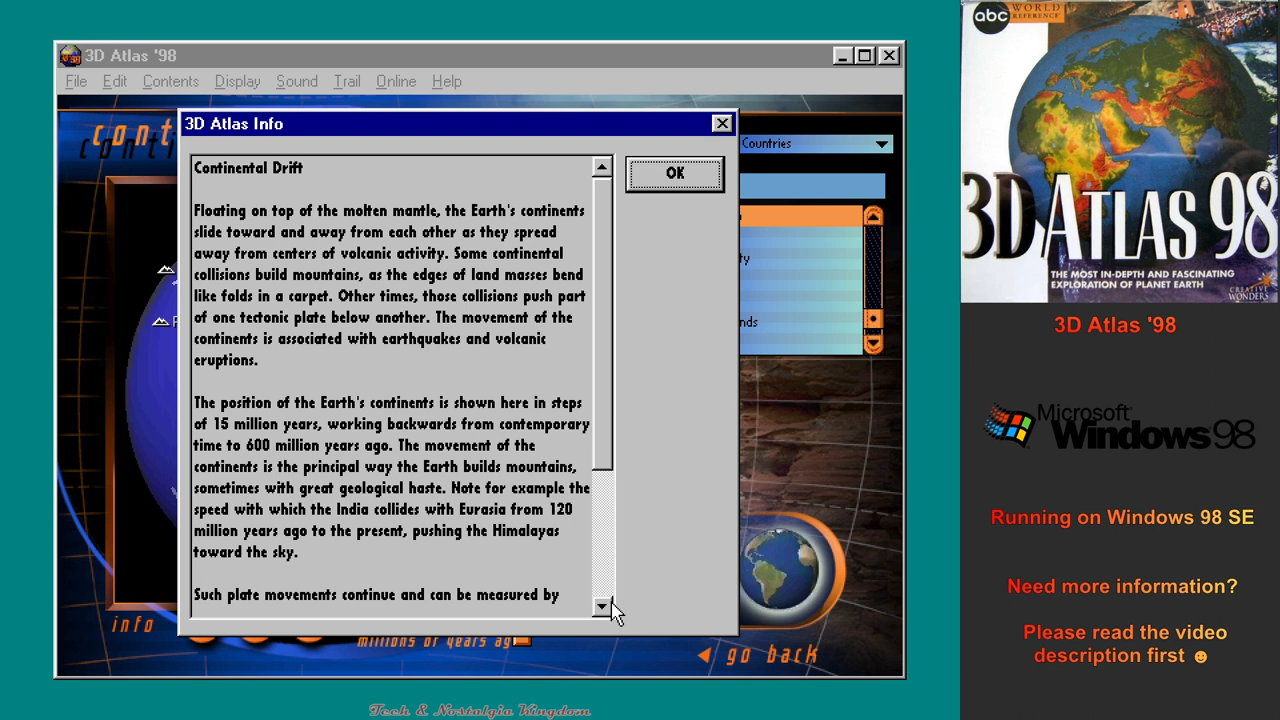 3D Atlas '98
File Edit Contents Display Sound Trail Online Help
cont
3D Atlas Info
Continental Drift
Floating on top of the molten mantle, the Earth's continents
slide toward and away from each other as they spread
away from centers of volcanic activity. Some continental
collisions build mountains, as the edges of land masses bend
like folds in a carpet. Other times, those collisions push part
of one tectonic plate below another. The movement of the
continents is associated with earthquakes and volcanic
eruptions.
The position of the Earth's continents is shown here in steps
of 15 million years, working backwards from contemporary
time to 600 million years ago. The movement of the
continents is the principal way the Earth builds mountains,
sometimes with great geological haste. Note for example the
speed with which the India collides with Eurasia from 120
million years ago to the present, pushing the Himalayas
toward the sky.
Such plate movements continue and can be measured by
OK
Countries
ty
nds
info
millions of years ago
go back
Tech & Nostalgia Kingdom
abc WORLD
REFERENCE
3D ATLAS 98
THE MOST IN-DEPTH AND FASCINATING
EXPLORATION OF PLANET EARTH
CREATIVE
WONDERS
3D Atlas '98
Microsoft
Windows 98
Running on Windows 98 SE
Need more information?
Please read the video
description first